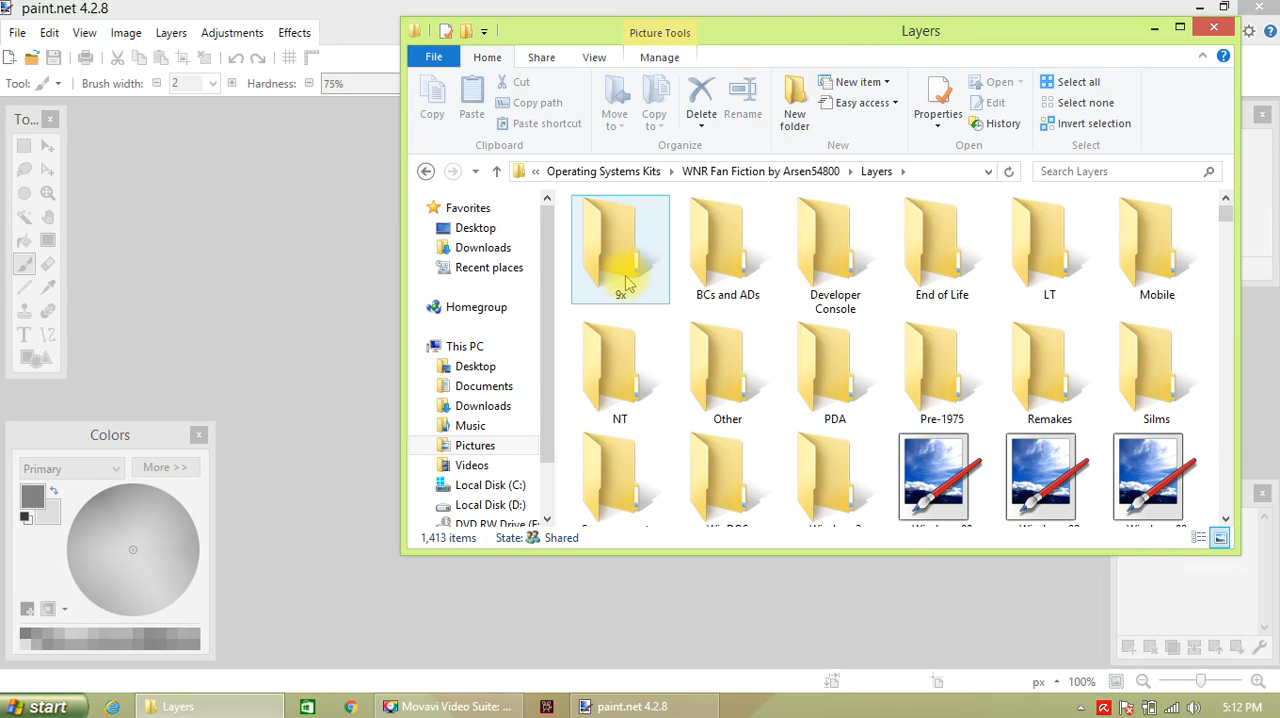 paint.net 4.2.8
File Edit View Image Layers Adjustments Effects
Tool: Brush width: 2 Hardness: 75%
To...
Colors
Primary More >>
Picture Tools Layers
File Home Share View Manage
Copy Paste Cut Copy path Paste shortcut
Move to Copy to Delete Rename
New folder New item Easy access
Properties Open Edit History
Select all Select none Invert selection
Clipboard Organize New Open Select
« Operating Systems Kits WNR Fan Fiction by Arsen54800 Layers Search Layers
Favorites
Desktop
Downloads
Recent places
Homegroup
This PC
Desktop
Documents
Downloads
Music
Pictures
Videos
Local Disk (C:)
Local Disk (D:)
DVD RW Drive (E:
9x BCs and ADs Developer Console End of Life LT Mobile
NT Other PDA Pre-1975 Remakes Silms
1,413 items State: Shared
px 100%
start Layers Movavi Video Suite: ... paint.net 4.2.8 5:12 PM